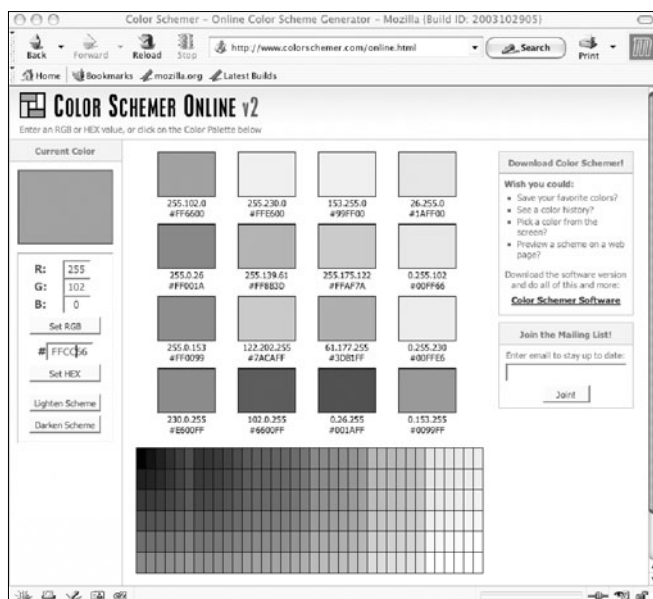 Color Schemer – Online Color Scheme Generator – Mozilla (Build ID: 2003102905)
Back Forward Reload Stop http://www.colorschemer.com/online.html Search Print
Home Bookmarks mozilla.org Latest Builds
COLOR SCHEMER ONLINE V2
Enter an RGB or HEX value, or click on the Color Palette below
Current Color
R: 255
G: 102
B: 0
Set RGB
# FFCC66
Set HEX
Lighten Scheme
Darken Scheme
255.102.0 255.230.0 153.255.0 26.255.0
#FF6600 #FFE600 #99FF00 #1AFF00
255.0.26 255.139.61 255.175.122 0.255.102
#FF001A #FF8B3D #FFAF7A #00FF66
255.0.153 122.202.255 61.177.255 0.255.230
#FF0099 #7ACAFF #3DB1FF #00FFE6
230.0.255 102.0.255 0.26.255 0.153.255
#E600FF #6600FF #001AFF #0099FF
Download Color Schemer!
Wish you could:
Save your favorite colors?
See a color history?
Pick a color from the
screen?
Preview a scheme on a web
page?
Download the software version
and do all of this and more:
Color Schemer Software
Join the Mailing List!
Enter email to stay up to date:
Join!